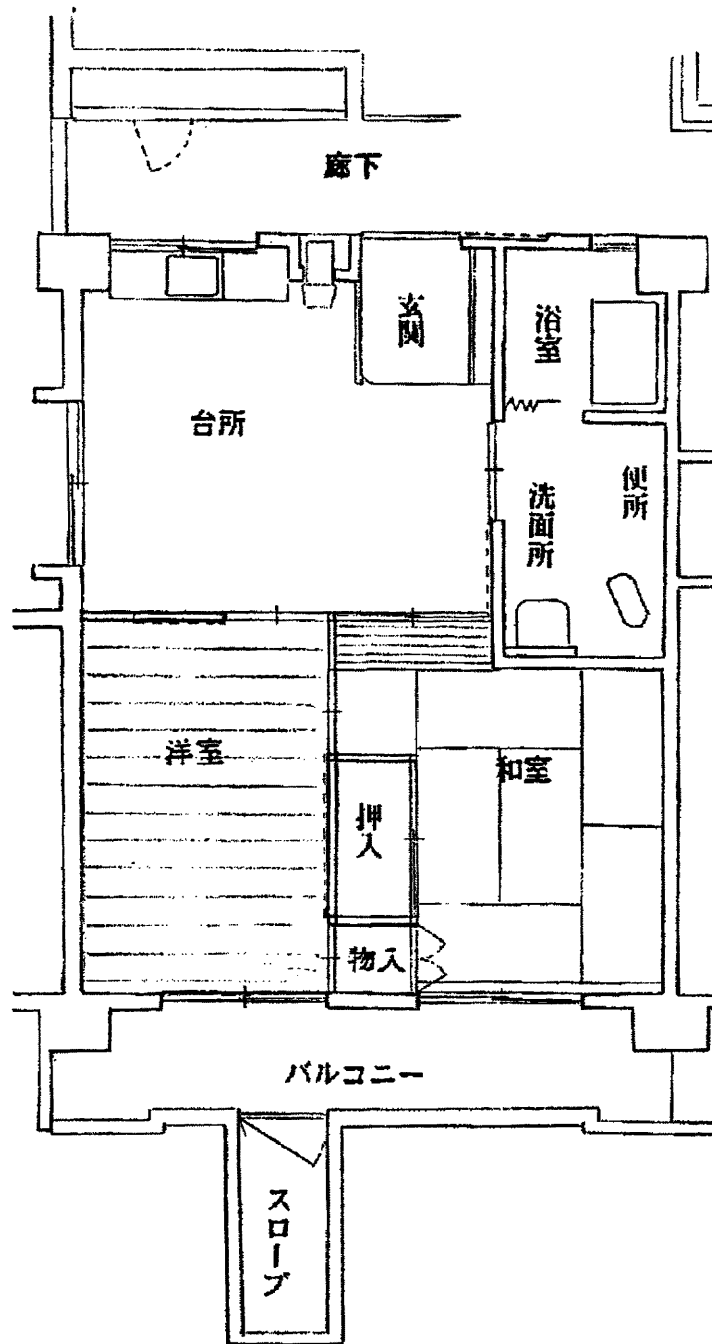 廊下
玄関
浴室
台所
便所
洗面所
洋室
和室
押入
物入
バルコニー
スロープ